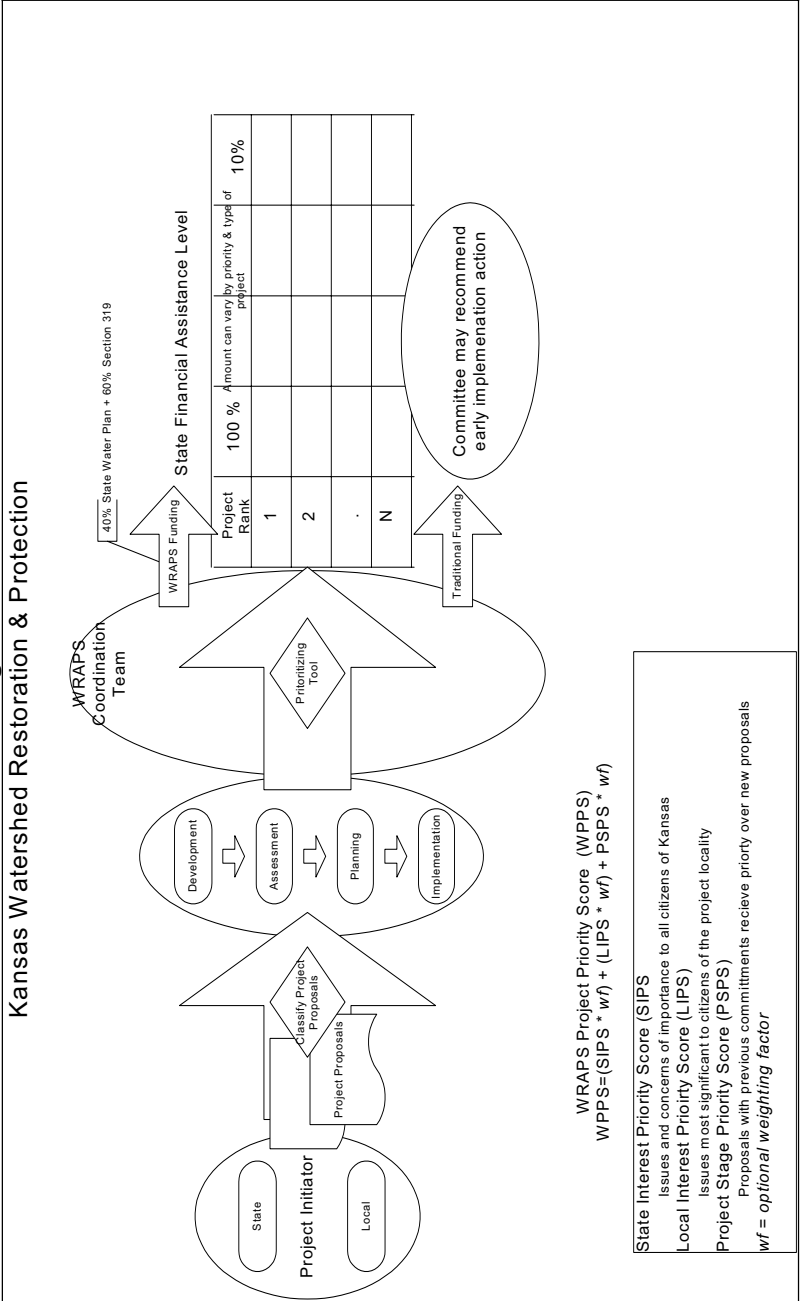 Kansas Watershed Restoration & Protection
State
Project Initiator
Local
Project Proposals
Classify Project
Proposals
Development
Assessment
Planning
Implementation
WRAPS
Coordination
Team
Pritoritizing
Tool
40% State Water Plan + 60% Section 319
WRAPS Funding
Traditional Funding
State Financial Assistance Level
Project
Rank
100 %
Amount can vary by priority & type of
project
10%
1
2
.
N
Committee may recommend
early implemenation action
WRAPS Project Priority Score (WPPS)
WPPS=(SIPS * wf) + (LIPS * wf) + PSPS * wf)
State Interest Priority Score (SIPS
Issues and concerns of importance to all citizens of Kansas
Local Interest Prioirty Score (LIPS)
Issues most significant to citizens of the project locality
Project Stage Priority Score (PSPS)
Proposals with previous committments recieve priorty over new proposals
wf = optional weighting factor